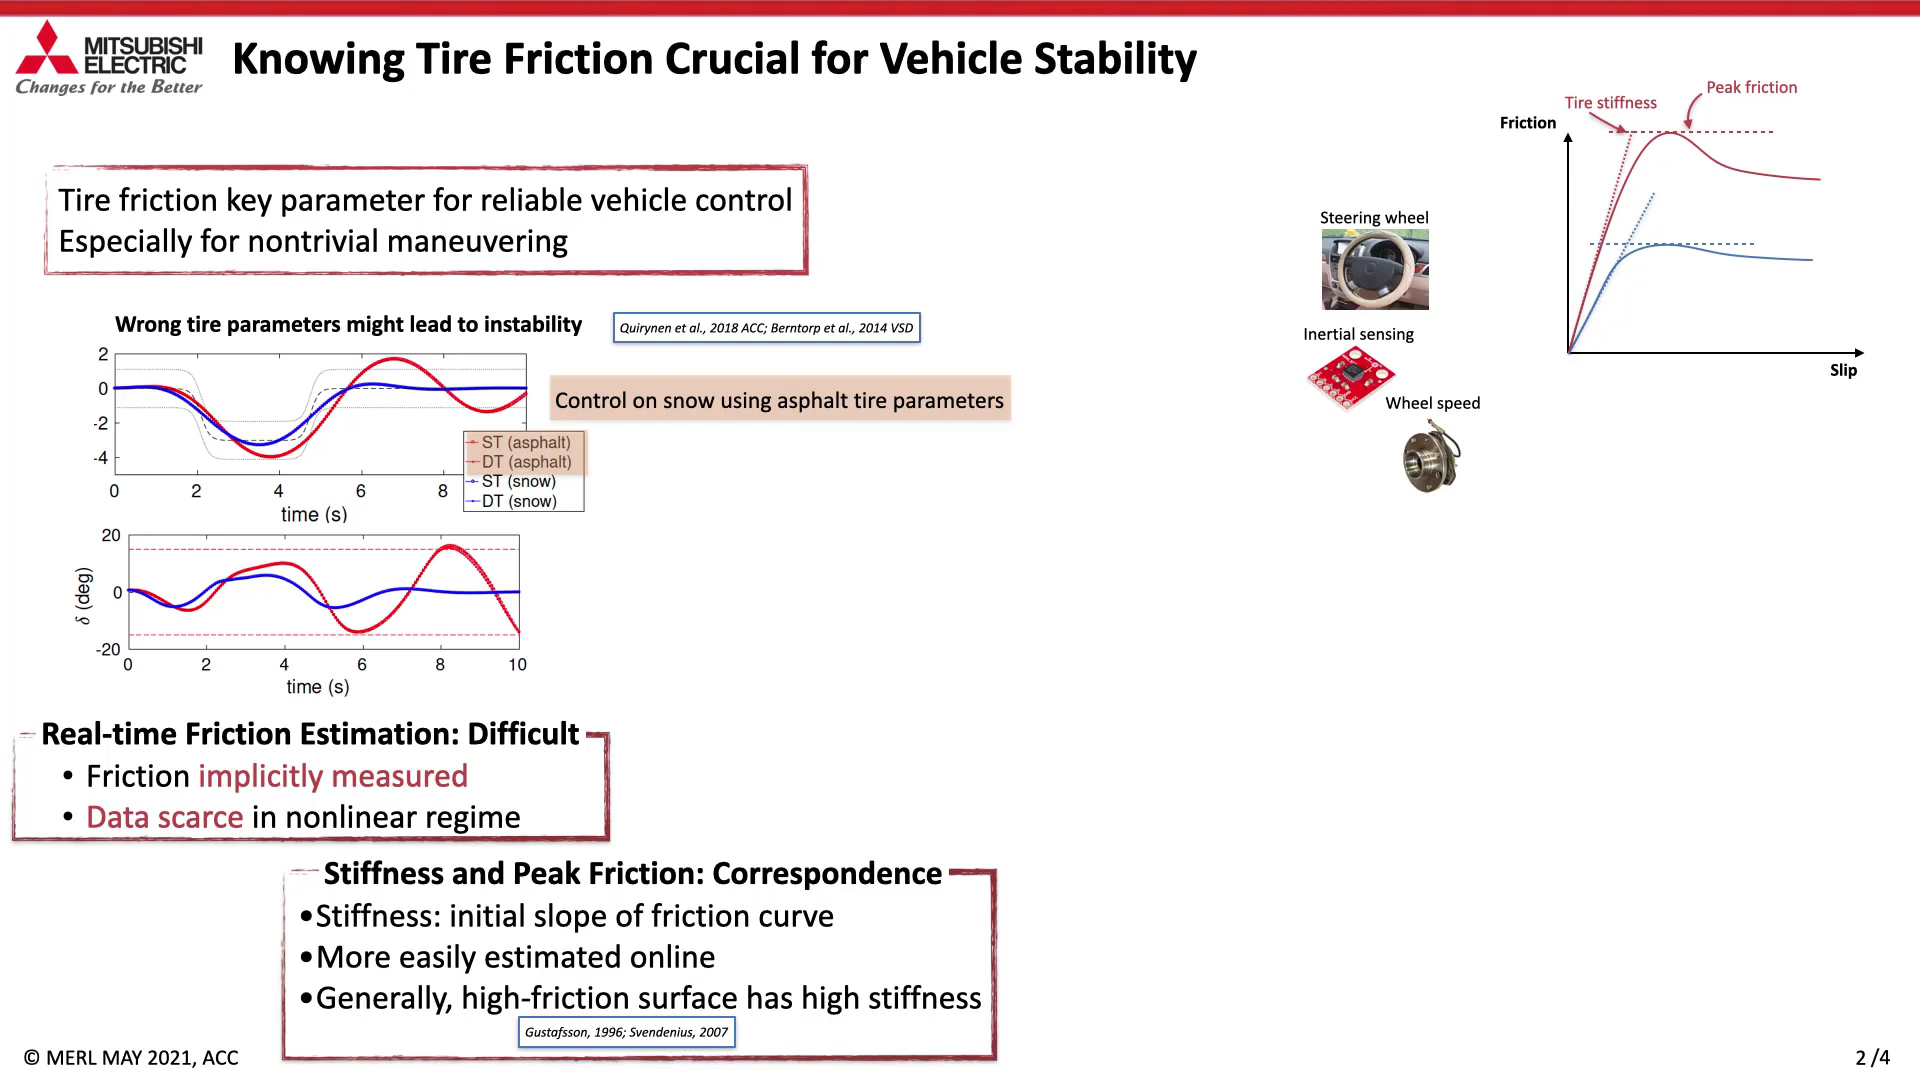 MITSUBISHI
ELECTRIC
Changes for the Better
Knowing Tire Friction Crucial for Vehicle Stability
Tire friction key parameter for reliable vehicle control
Especially for nontrivial maneuvering
Wrong tire parameters might lead to instability
Quirynen et al., 2018 ACC; Berntorp et al., 2014 VSD
2
0
-2
-4
0 2 4 6 8
time (s)
ST (asphalt)
DT (asphalt)
ST (snow)
DT (snow)
Control on snow using asphalt tire parameters
20
0
-20
δ (deg)
0 2 4 6 8 10
time (s)
Peak friction
Tire stiffness
Friction
Slip
Steering wheel
Inertial sensing
Wheel speed
Real-time Friction Estimation: Difficult
• Friction implicitly measured
• Data scarce in nonlinear regime
Stiffness and Peak Friction: Correspondence
•Stiffness: initial slope of friction curve
•More easily estimated online
•Generally, high-friction surface has high stiffness
Gustafsson, 1996; Svendenius, 2007
© MERL MAY 2021, ACC
2 /4